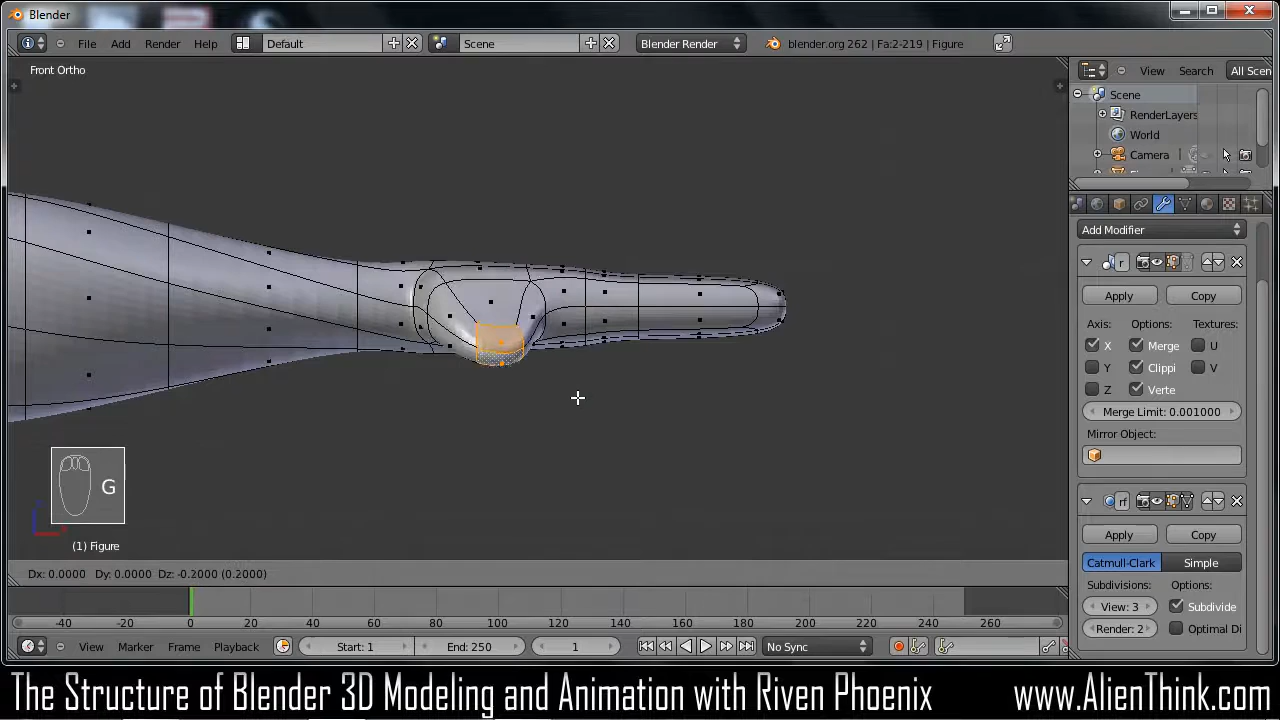 Blender
File Add Render Help Default Scene Blender Render blender.org 262 | Fa:2-219 | Figure
Front Ortho
View Search All Scen
Scene
RenderLayers
World
Camera
Add Modifier
r
Apply Copy
Axis: Options: Textures:
X Merge U
Y Clippi V
Z Verte
Merge Limit: 0.001000
Mirror Object:
rf
Apply Copy
Catmull-Clark Simple
Subdivisions: Options:
View: 3 Subdivide
Render: 2 Optimal Di
G
(1) Figure
Dx: 0.0000 Dy: 0.0000 Dz: -0.2000 (0.2000)
-40 -20 0 20 40 60 80 100 120 140 160 180 200 220 240 260
View Marker Frame Playback Start: 1 End: 250 1 No Sync
The Structure of Blender 3D Modeling and Animation with Riven Phoenix www.AlienThink.com